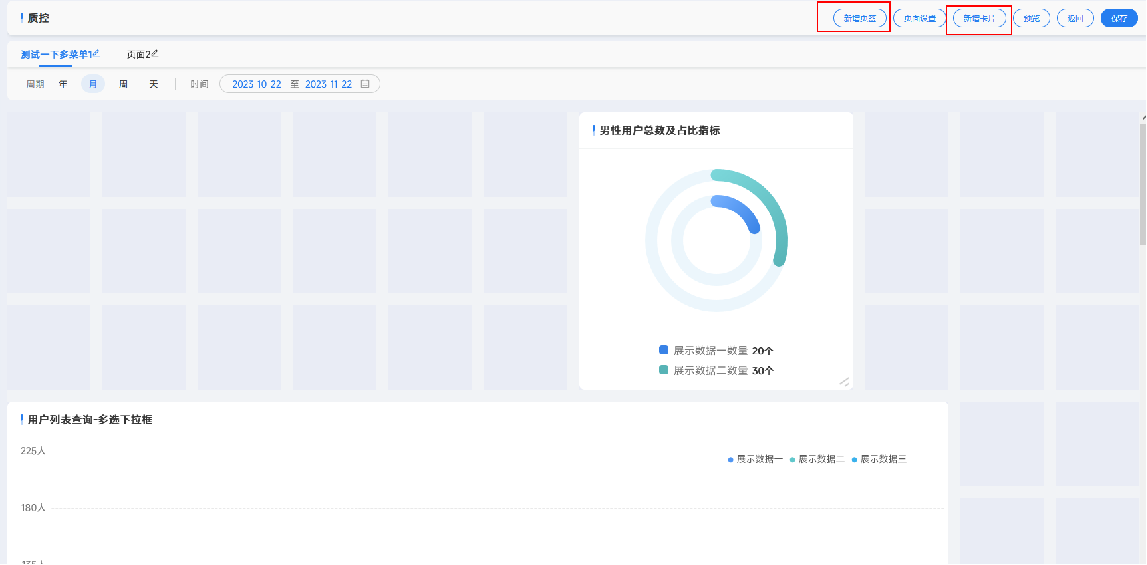 质控
新增页签 页面设置 新增卡片 预览 返回 保存
测试一下多菜单1 页面2
周期 年 月 周 天 时间 2023-10-22 至 2023-11-22
男性用户总数及占比指标
展示数据一数量 20个
展示数据二数量 30个
用户列表查询-多选下拉框
225人
展示数据一 展示数据二 展示数据三
180人
135人